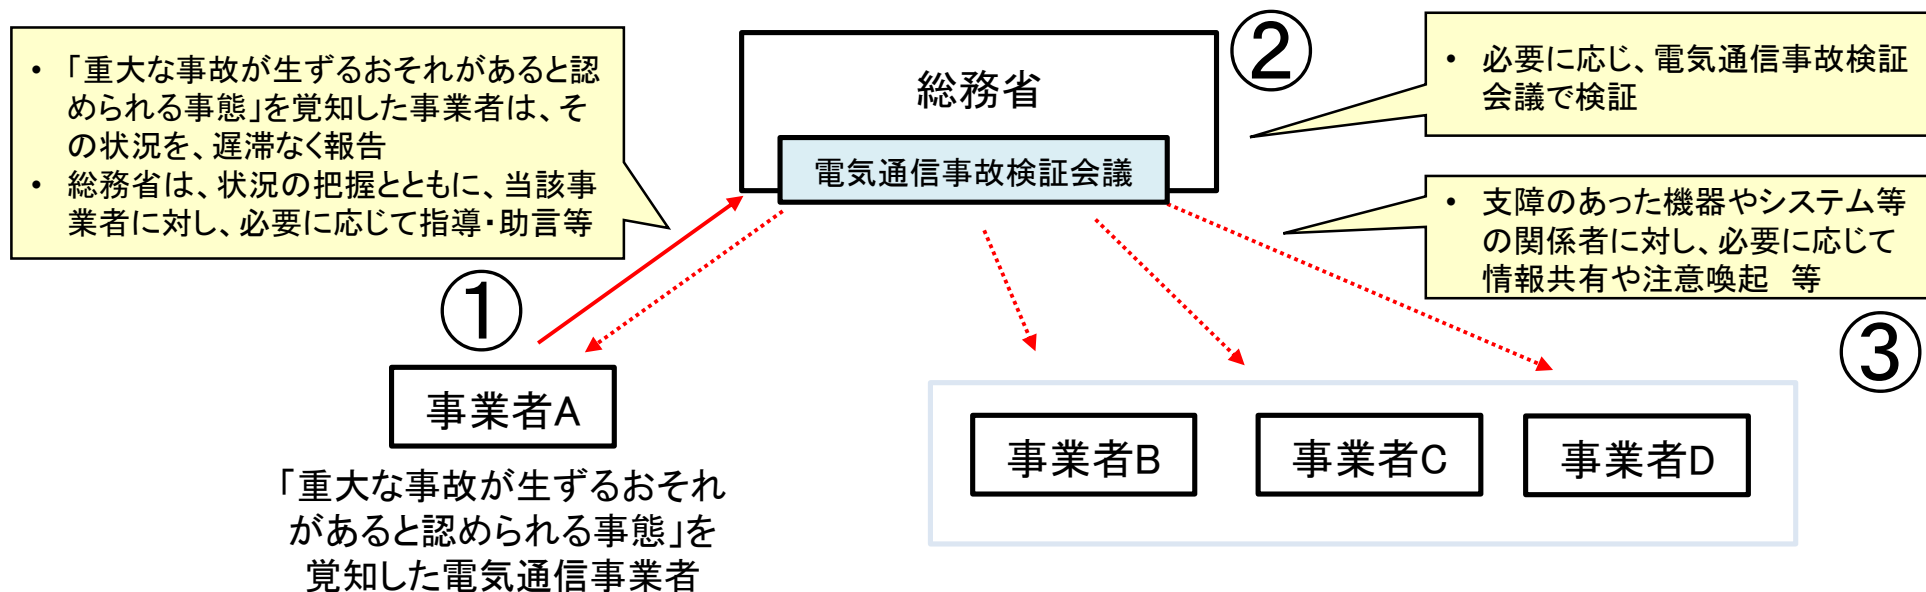 • 「重大な事故が生ずるおそれがあると認
められる事態」を覚知した事業者は、そ
の状況を、遅滞なく報告
• 総務省は、状況の把握とともに、当該事
業者に対し、必要に応じて指導・助言等
①
総務省
電気通信事故検証会議
②
• 必要に応じ、電気通信事故検証
会議で検証
• 支障のあった機器やシステム等
の関係者に対し、必要に応じて
情報共有や注意喚起　等
③
事業者A
「重大な事故が生ずるおそれ
があると認められる事態」を
覚知した電気通信事業者
事業者B
事業者C
事業者D